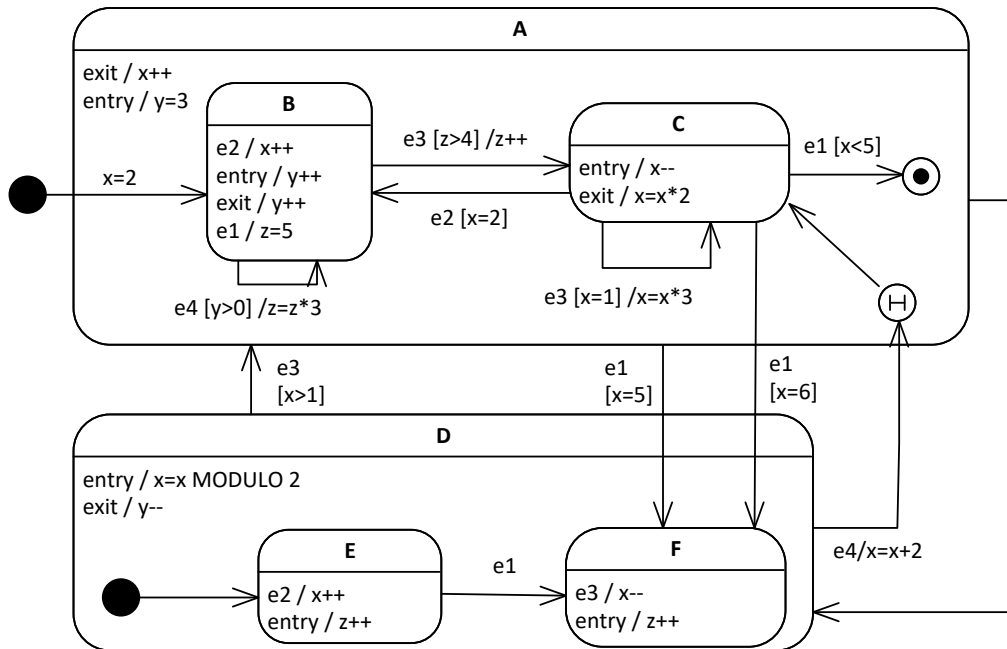 A
exit / x++
entry / y=3
B
e2 / x++
entry / y++
exit / y++
e1 / z=5
x=2
e3 [z>4] /z++
e2 [x=2]
C
entry / x--
exit / x=x*2
e1 [x<5]
e4 [y>0] /z=z*3
e3 [x=1] /x=x*3
H
e3
[x>1]
e1
[x=5]
e1
[x=6]
D
entry / x=x MODULO 2
exit / y--
E
e2 / x++
entry / z++
e1
F
e3 / x--
entry / z++
e4/x=x+2